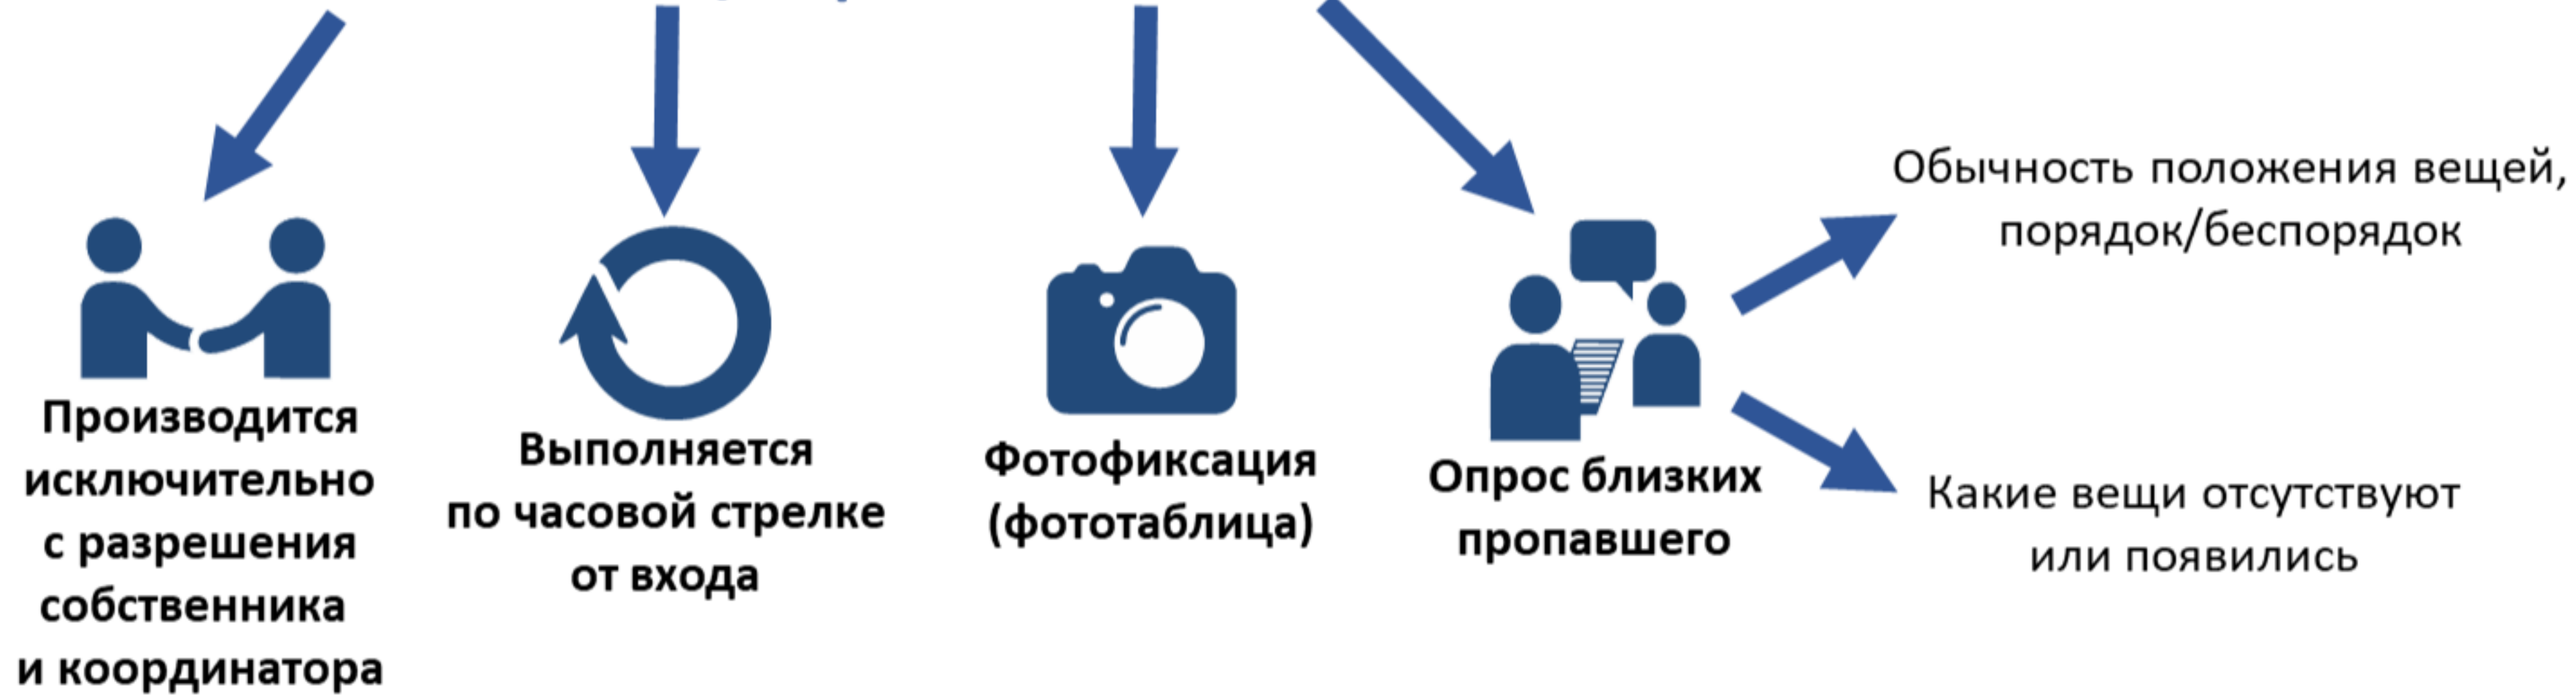 Производится
исключительно
с разрешения
собственника
и координатора
Выполняется
по часовой стрелке
от входа
Фотофиксация
(фототаблица)
Опрос близких
пропавшего
Обычность положения вещей,
порядок/беспорядок
Какие вещи отсутствуют
или появились